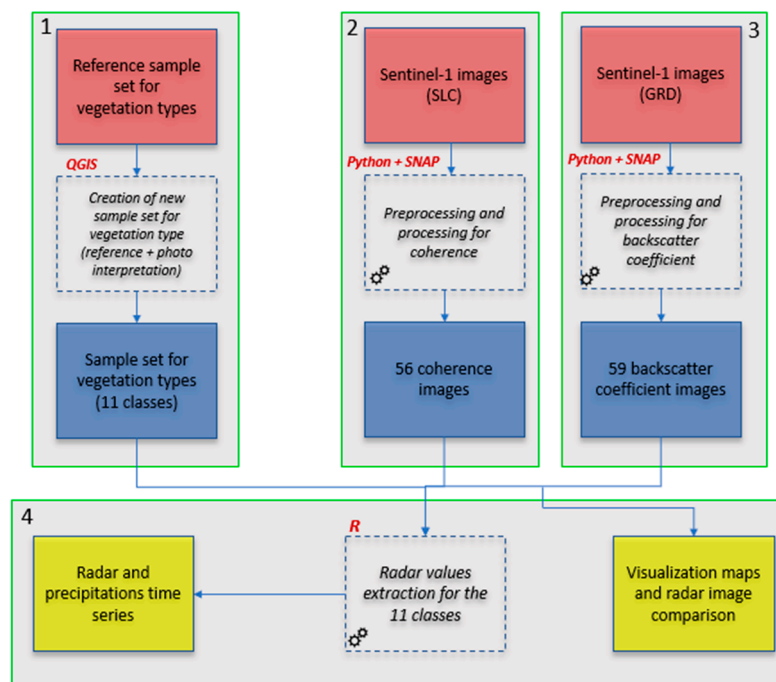 1
Reference sample
set for
vegetation types
QGIS
Creation of new
sample set for
vegetation type
(reference + photo
interpretation)
Sample set for
vegetation types
(11 classes)
2
Sentinel-1 images
(SLC)
Python + SNAP
Preprocessing and
processing for
coherence
56 coherence
images
3
Sentinel-1 images
(GRD)
Python + SNAP
Preprocessing and
processing for
backscatter
coefficient
59 backscatter
coefficient images
4
Radar and
precipitations time
series
R
Radar values
extraction for the
11 classes
Visualization maps
and radar image
comparison